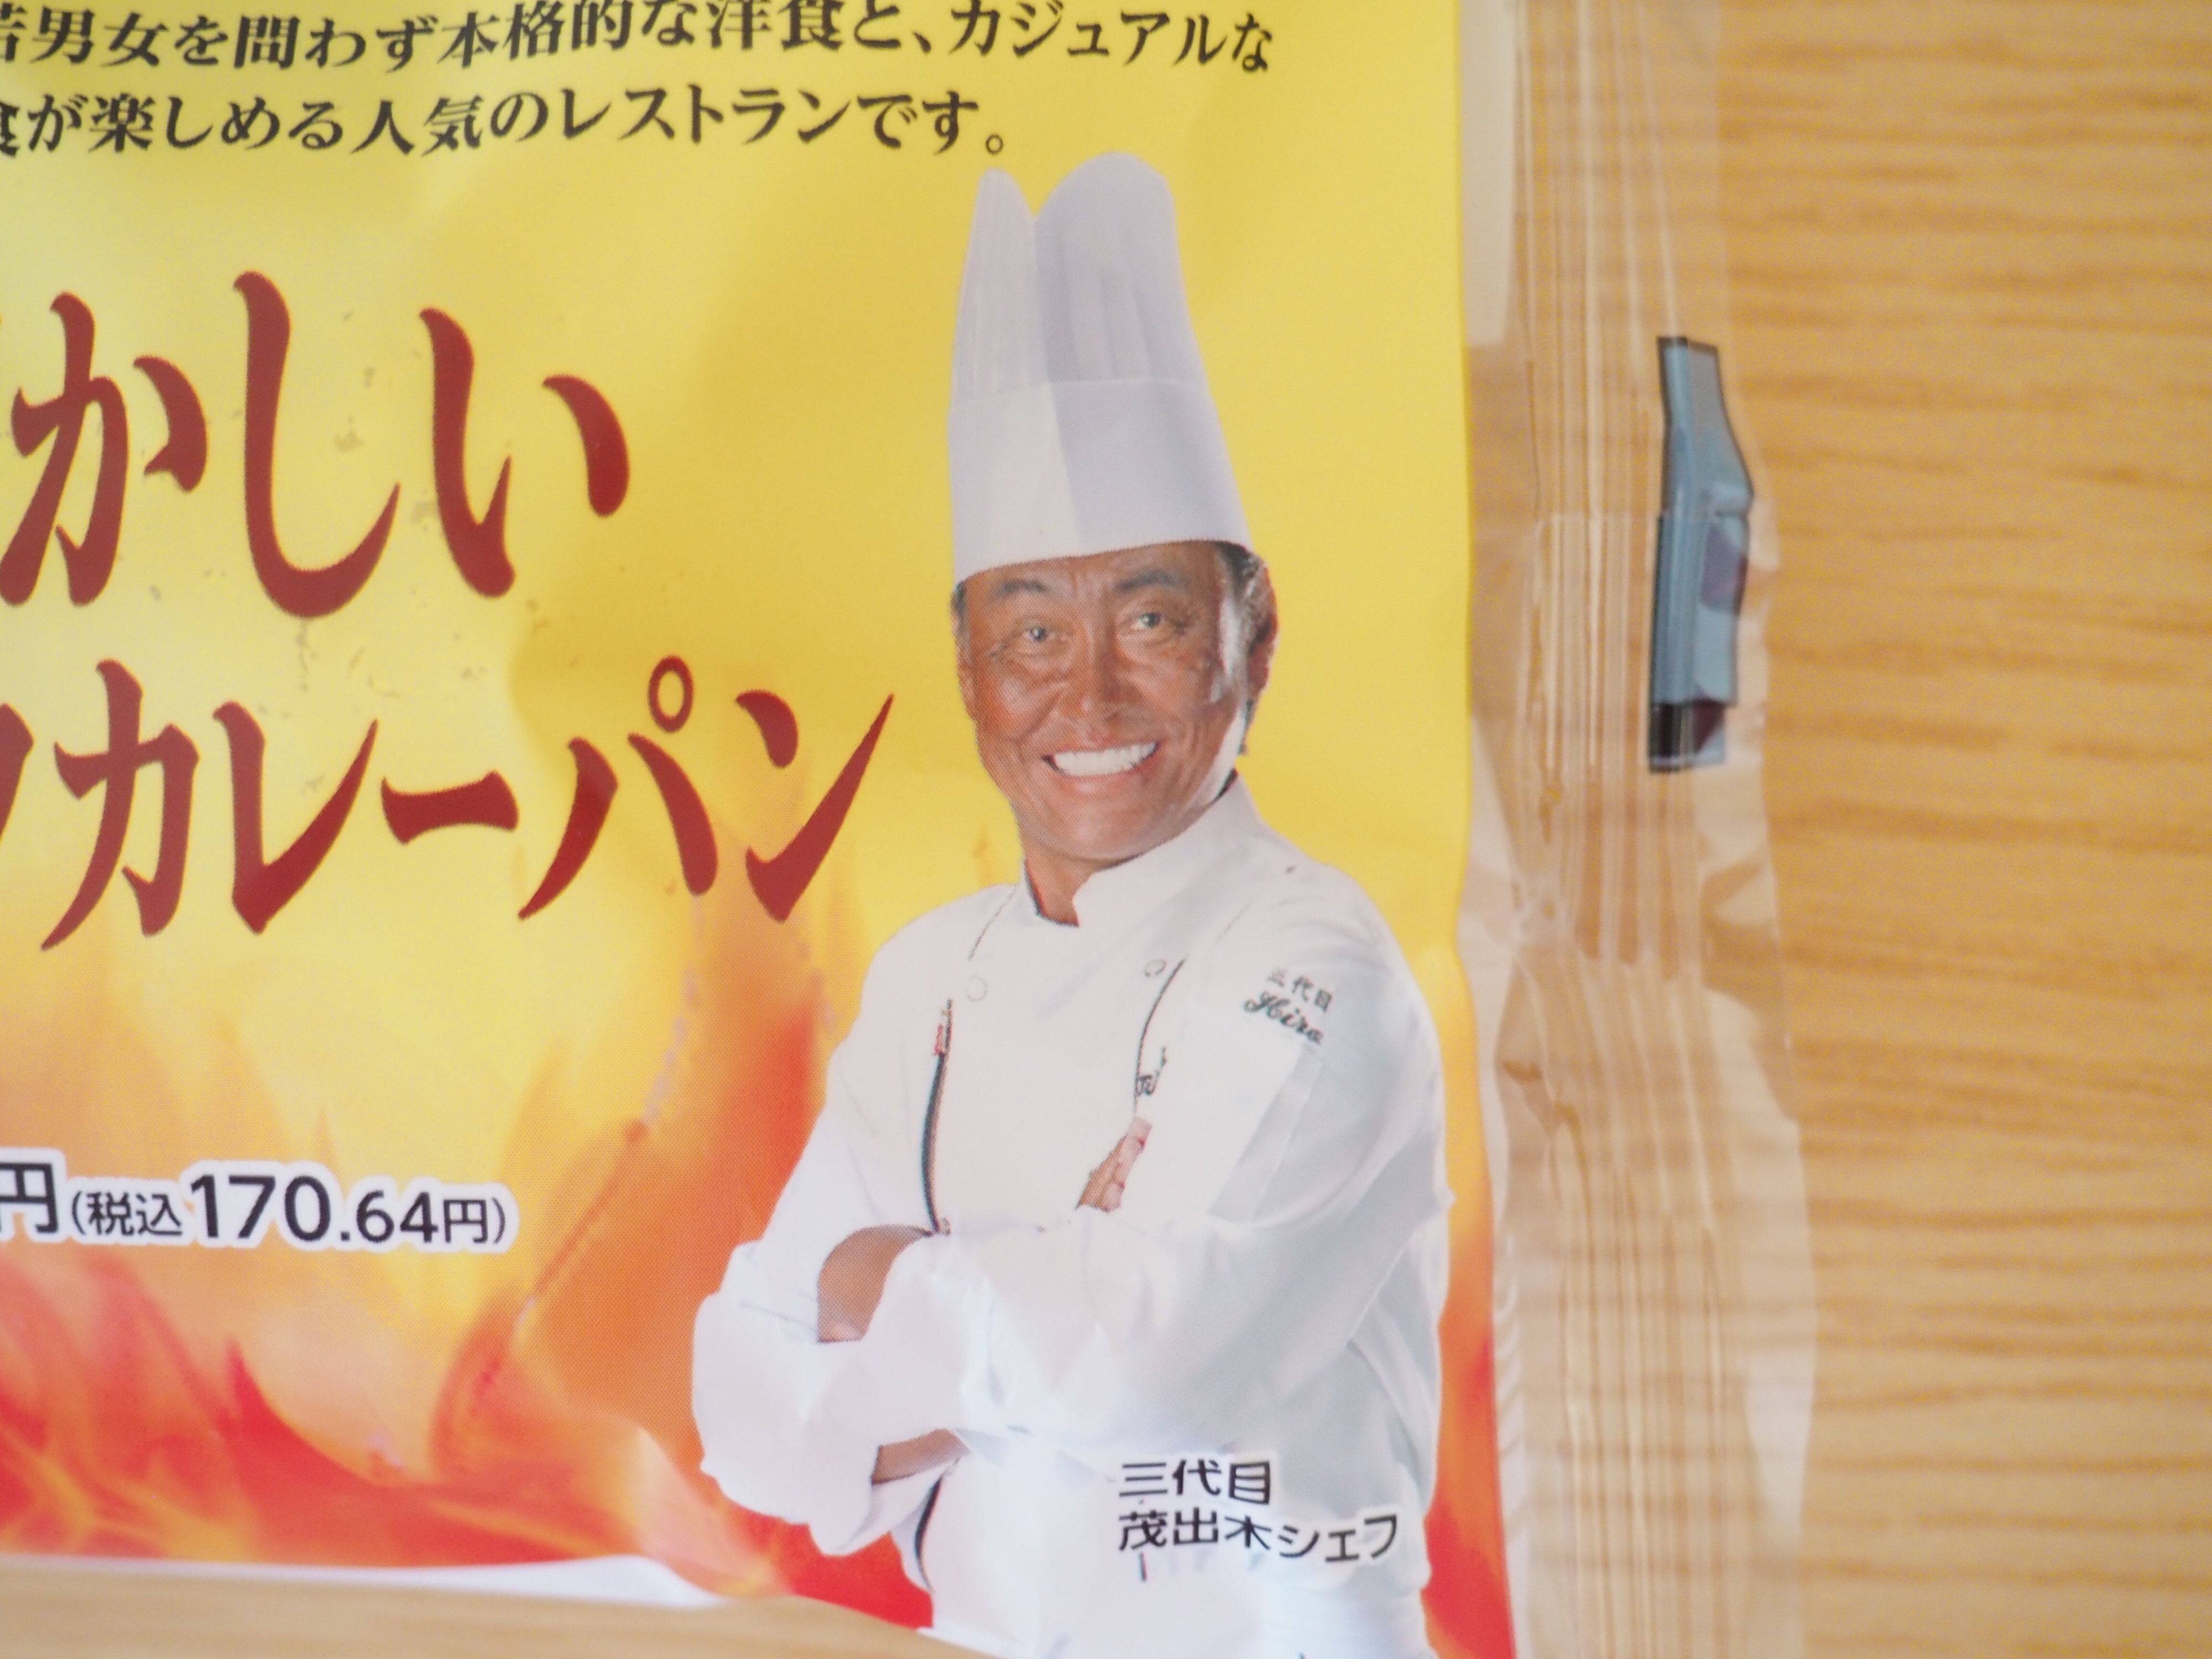 男女を問わず本格的な洋食と、カジュアルな
が楽しめる人気のレストランです。
かしい
カレーパン
円(税込170.64円)
三代目
Hiro
三代目
茂出木シェフ